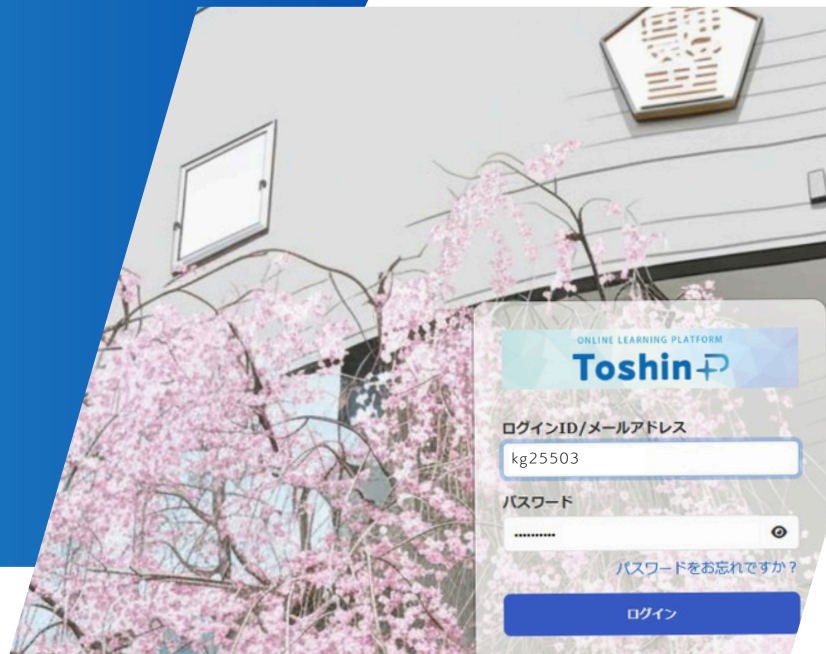 ONLINE LEARNING PLATFORM
Toshin
ログインID/メールアドレス
kg25503
パスワード
パスワードをお忘れですか？
ログイン